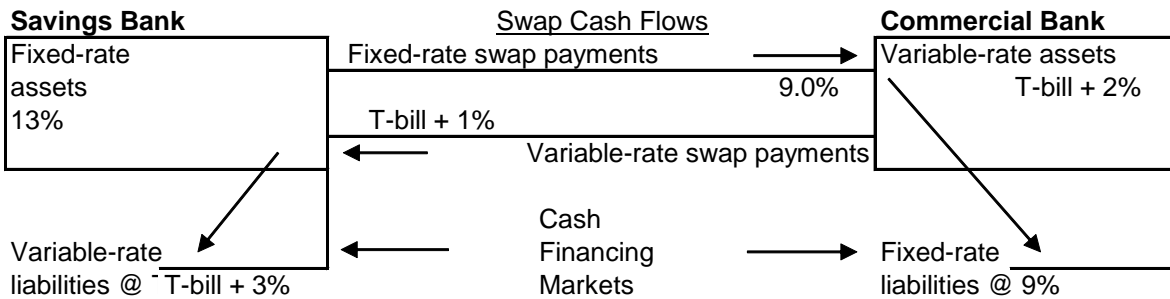 Savings Bank Swap Cash Flows Commercial Bank
Fixed-rate Fixed-rate swap payments Variable-rate assets
assets 9.0% T-bill + 2%
13% T-bill + 1%
Variable-rate swap payments
Cash
Variable-rate Financing Fixed-rate
liabilities @ T-bill + 3% Markets liabilities @ 9%